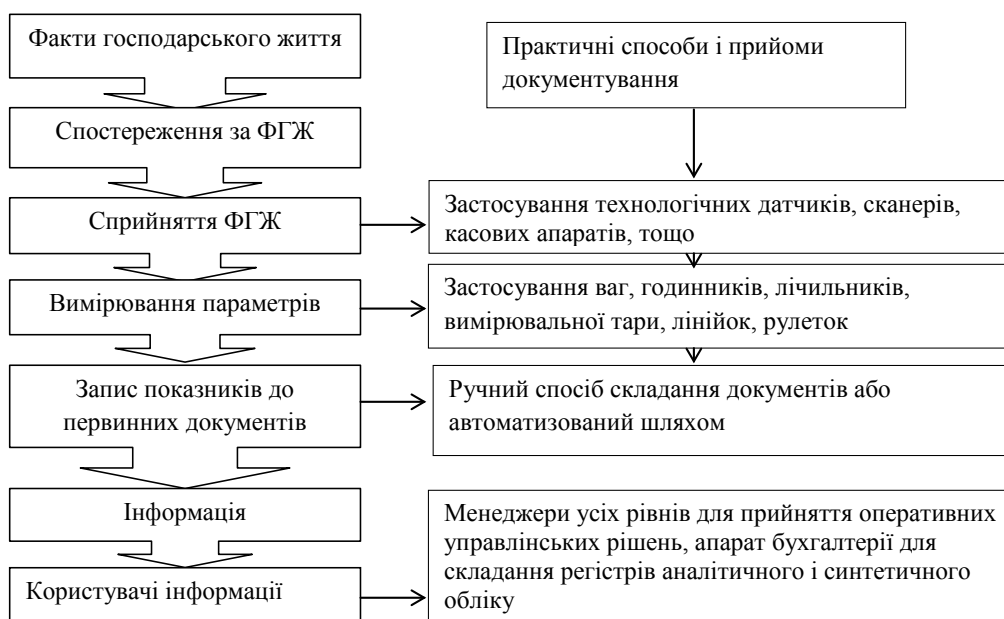 Факти господарського життя
Практичні способи і прийоми
документування
Спостереження за ФГЖ
Сприйняття ФГЖ
Застосування технологічних датчиків, сканерів,
касових апаратів, тощо
Вимірювання параметрів
Застосування ваг, годинників, лічильників,
вимірювальної тари, лінійок, рулеток
Запис показників до
первинних документів
Ручний спосіб складання документів або
автоматизований шляхом
Інформація
Користувачі інформації
Менеджери усіх рівнів для прийняття оперативних
управлінських рішень, апарат бухгалтерії для
складання регістрів аналітичного і синтетичного
обліку